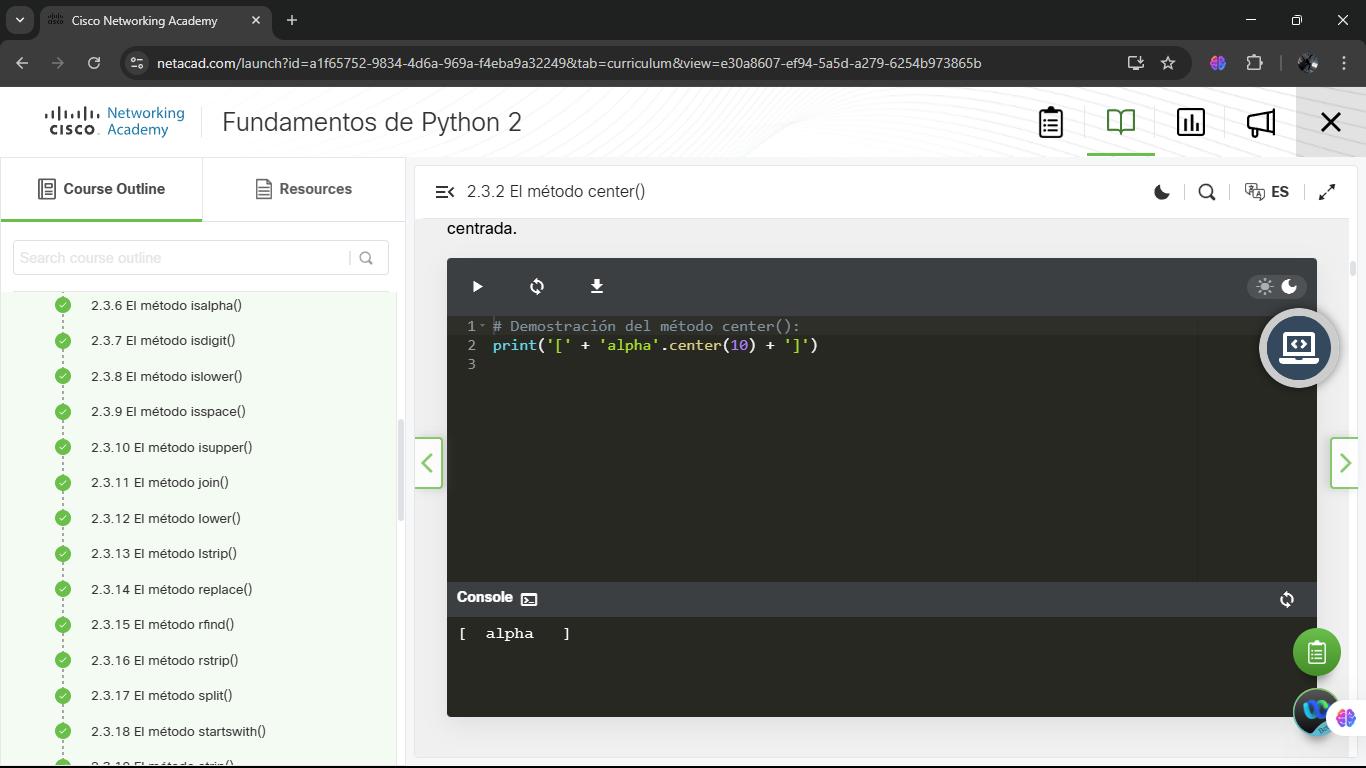 Cisco Networking Academy
netacad.com/launch?id=a1f65752-9834-4d6a-969a-f4eba9a32249&tab=curriculum&view=e30a8607-ef94-5a5d-a279-6254b973865b
CISCO
Networking
Academy
Fundamentos de Python 2
Course Outline
Resources
Search course outline
2.3.6 El método isalpha()
2.3.7 El método isdigit()
2.3.8 El método islower()
2.3.9 El método isspace()
2.3.10 El método isupper()
2.3.11 El método join()
2.3.12 El método lower()
2.3.13 El método lstrip()
2.3.14 El método replace()
2.3.15 El método rfind()
2.3.16 El método rstrip()
2.3.17 El método split()
2.3.18 El método startswith()
2.3.19 El método strip()
2.3.2 El método center()
ES
centrada.
1 # Demostración del método center():
2 print('[' + 'alpha'.center(10) + ']')
3
Console
[  alpha   ]